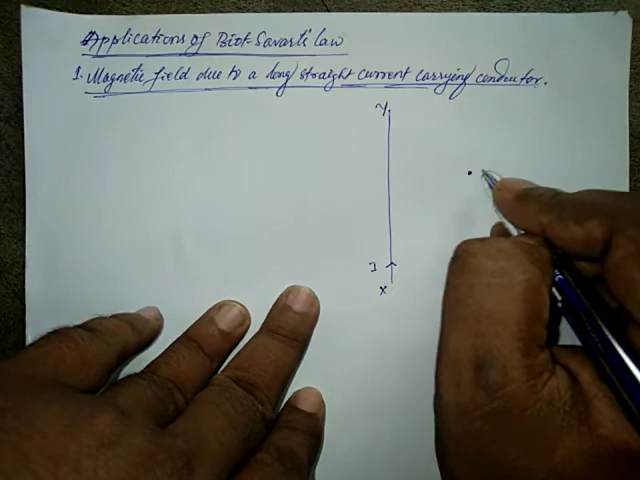 Applications of Biot-Savart's law
1. Magnetic field due to a long straight current carrying conductor.
Y
I
X